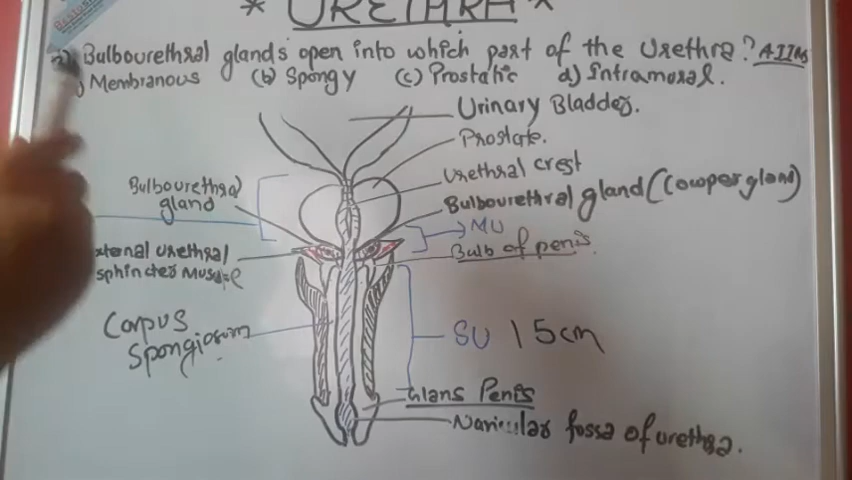 * URETHRA *
Bulbourethral glands open into which part of the Urethra? AIIMS
Membranous (b) Spongy (c) Prostatic d) Intramural.
Urinary Bladder.
Prostate.
Urethral crest
Bulbourethral gland
Bulbourethral gland (Cowper gland)
MU
Bulb of penis.
xtenal urethral
sphincter Muscle
Corpus
Spongiosum
SU 15cm
Glans Penis
Navicular fossa of urethra.